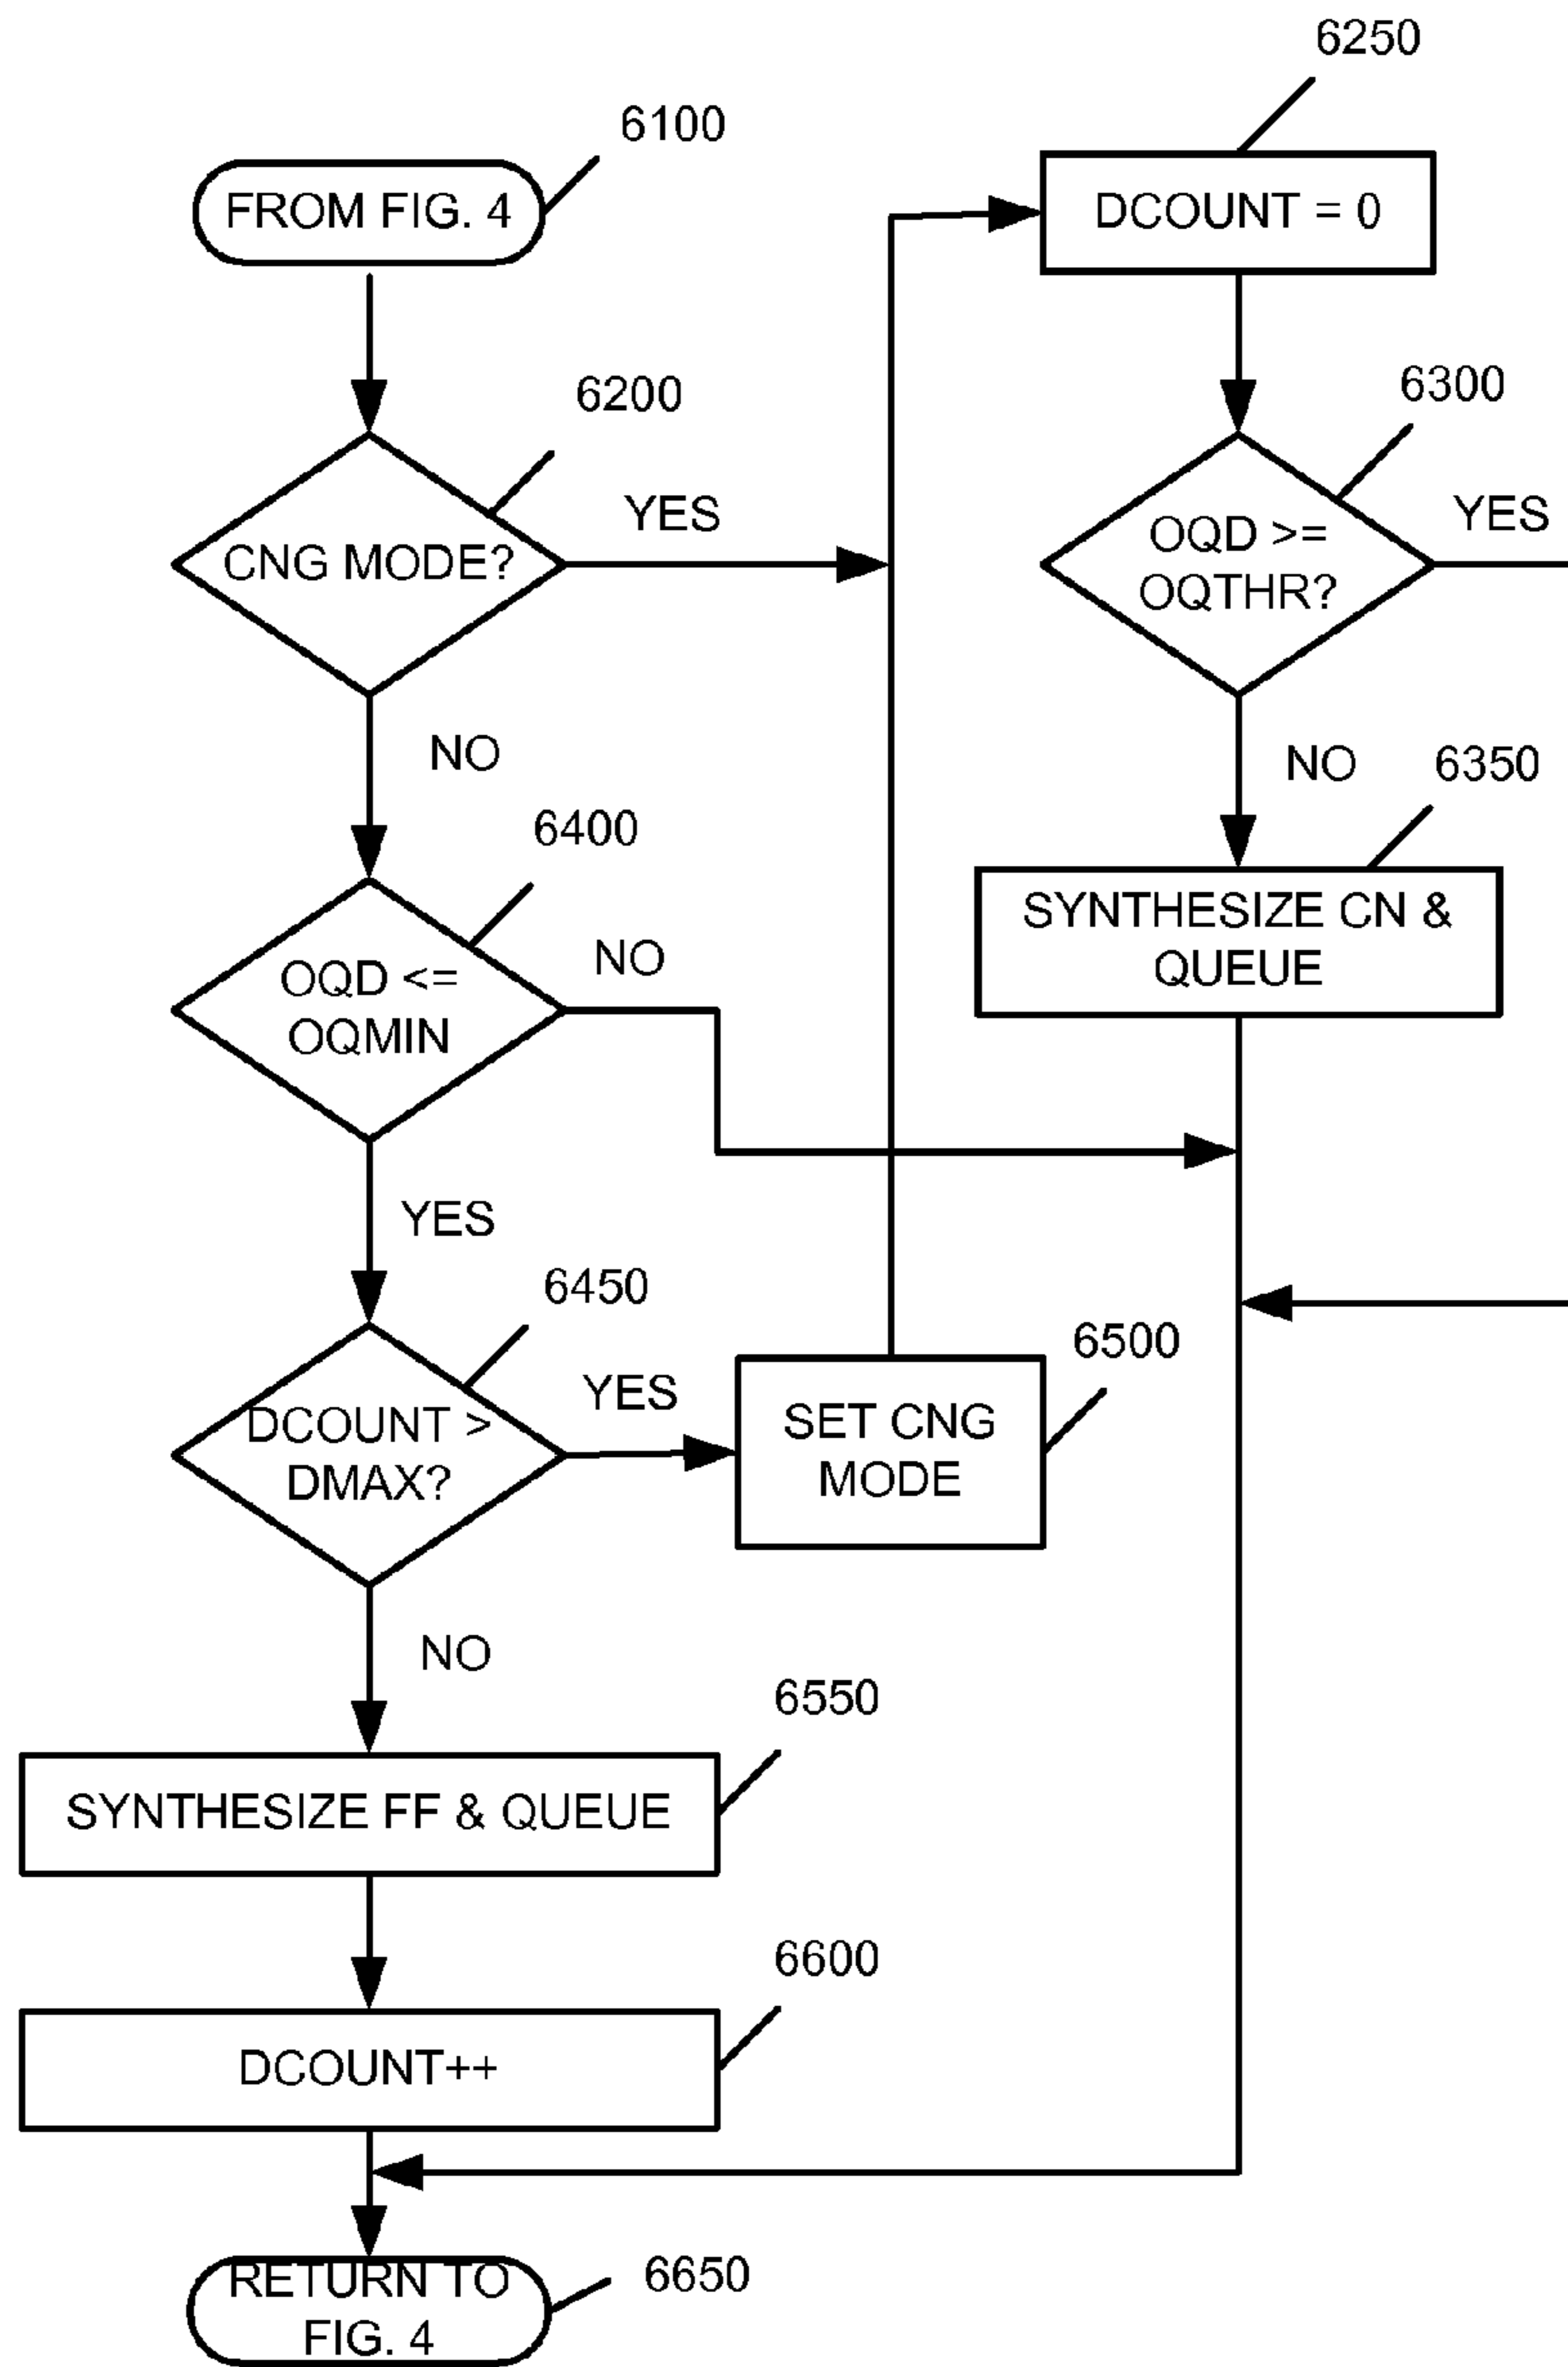 6250
6100
FROM FIG. 4
DCOUNT = 0
6200
6300
CNG MODE?
YES
OQD >=
OQTHR?
YES
NO
NO
6350
6400
SYNTHESIZE CN &
QUEUE
OQD <=
OQMIN
NO
YES
6450
6500
DCOUNT >
DMAX?
YES
SET CNG
MODE
NO
6550
SYNTHESIZE FF & QUEUE
6600
DCOUNT++
RETURN TO
FIG. 4
6650